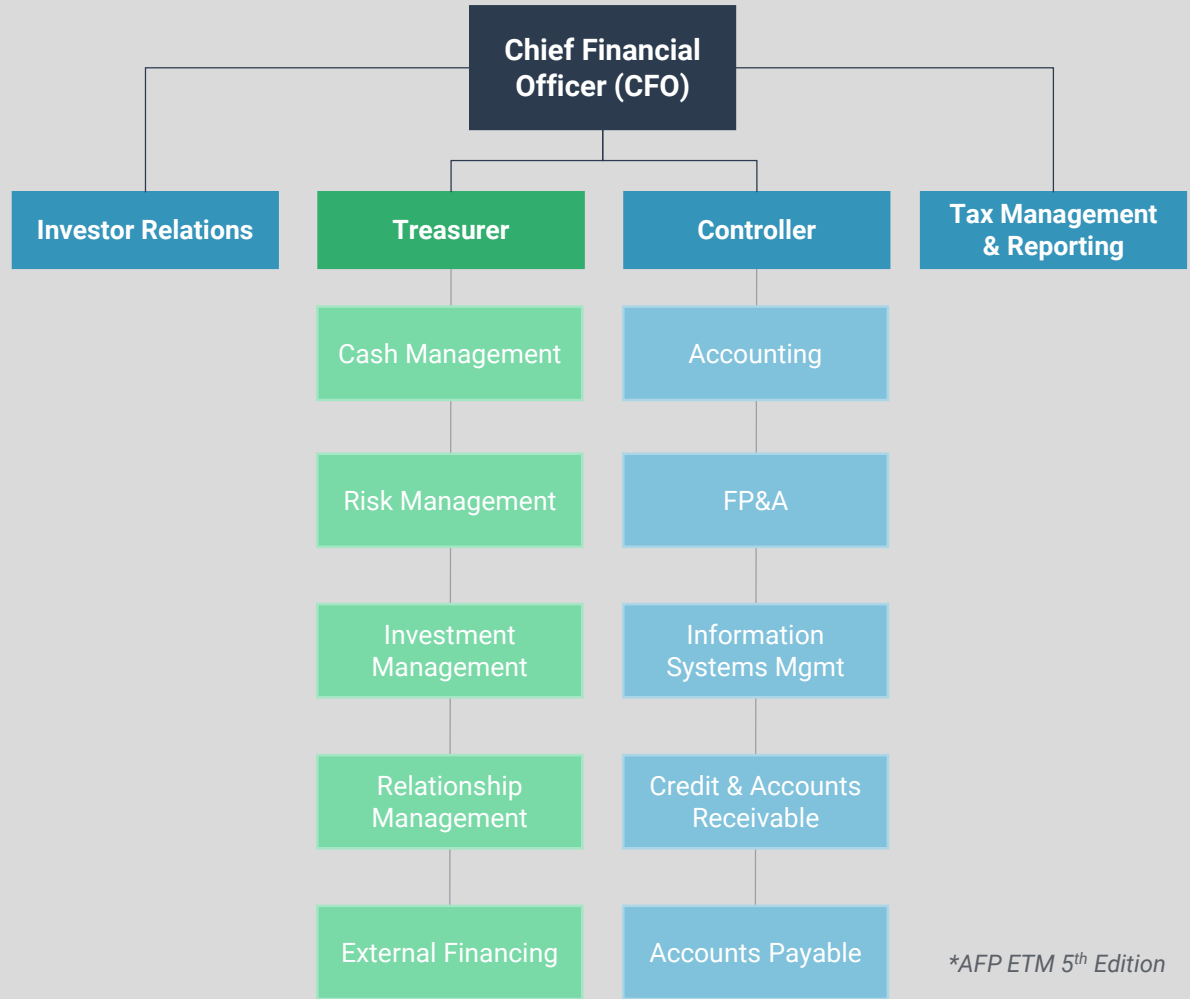 Chief Financial
Officer (CFO)
Investor Relations
Treasurer
Controller
Tax Management
& Reporting
Cash Management
Accounting
Risk Management
FP&A
Investment
Management
Information
Systems Mgmt
Relationship
Management
Credit & Accounts
Receivable
External Financing
Accounts Payable
*AFP ETM 5th Edition